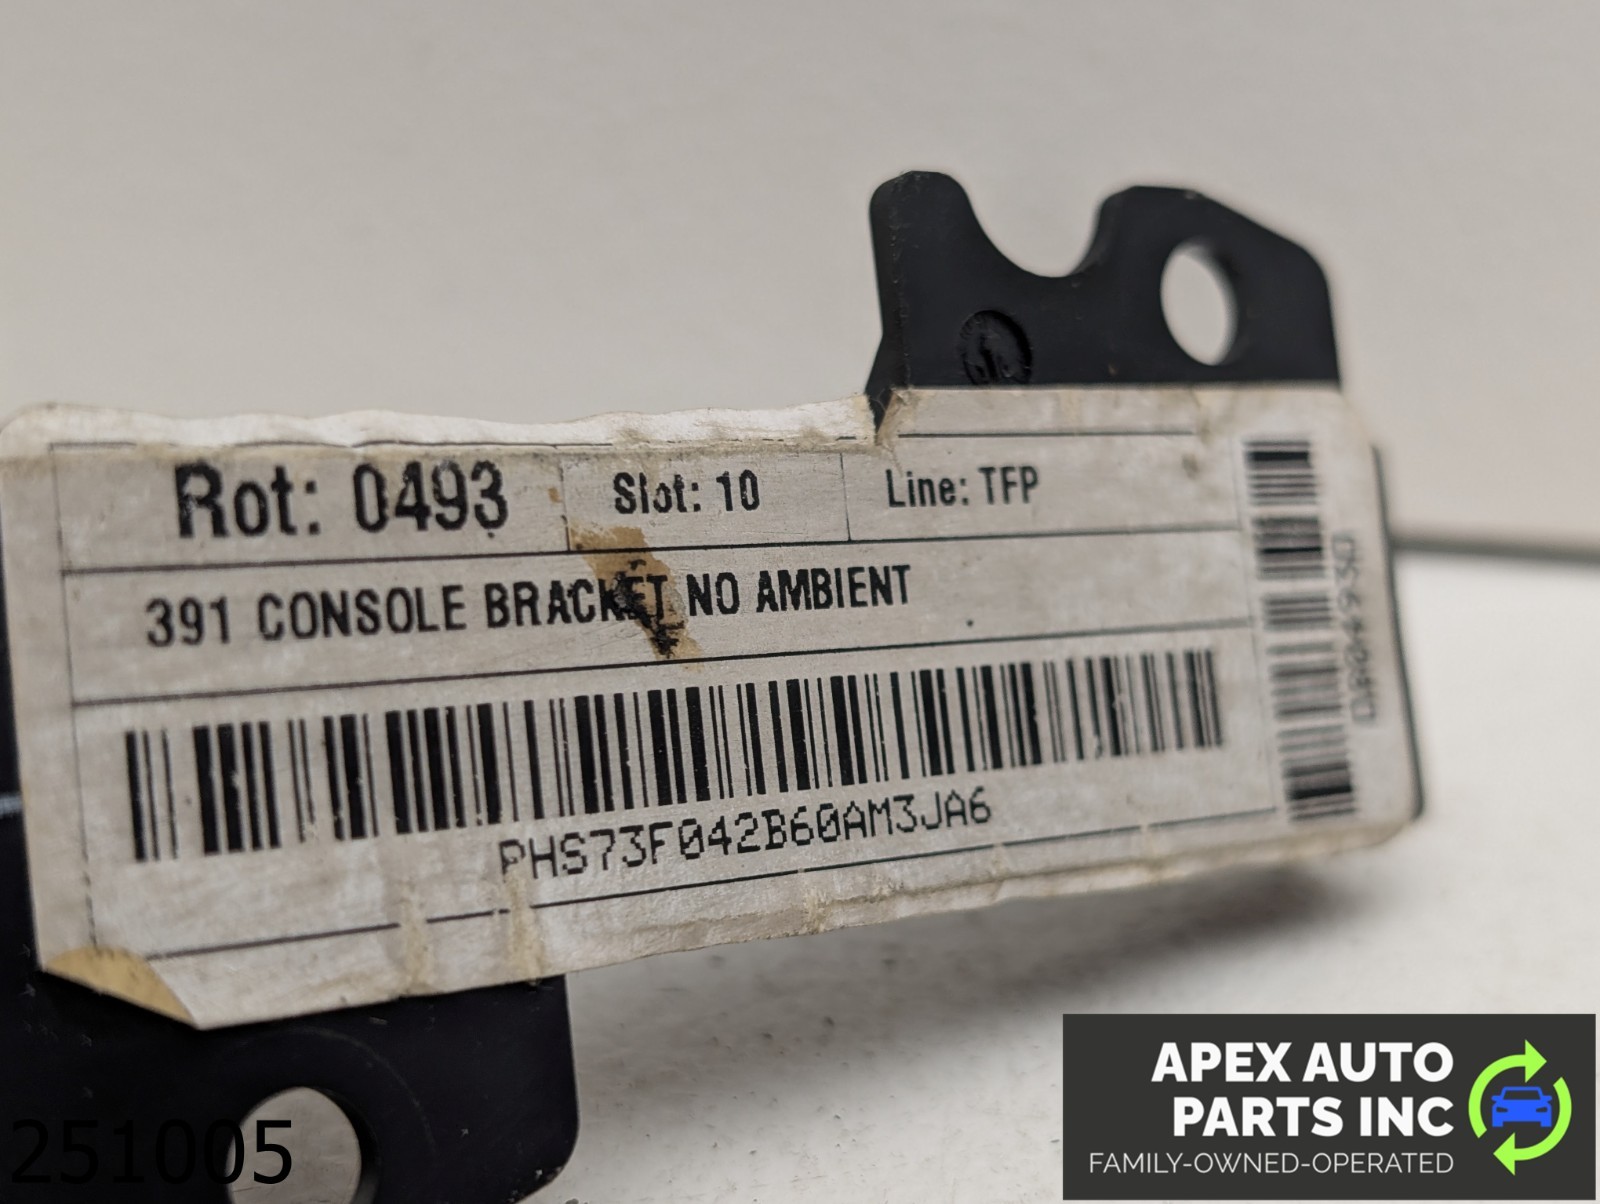 Rot: 0493
Slot: 10
Line: TFP
391 CONSOLE BRACKET NO AMBIENT
PHS73F042B60AM3JA6
251005
APEX AUTO
PARTS INC
FAMILY-OWNED-OPERATED